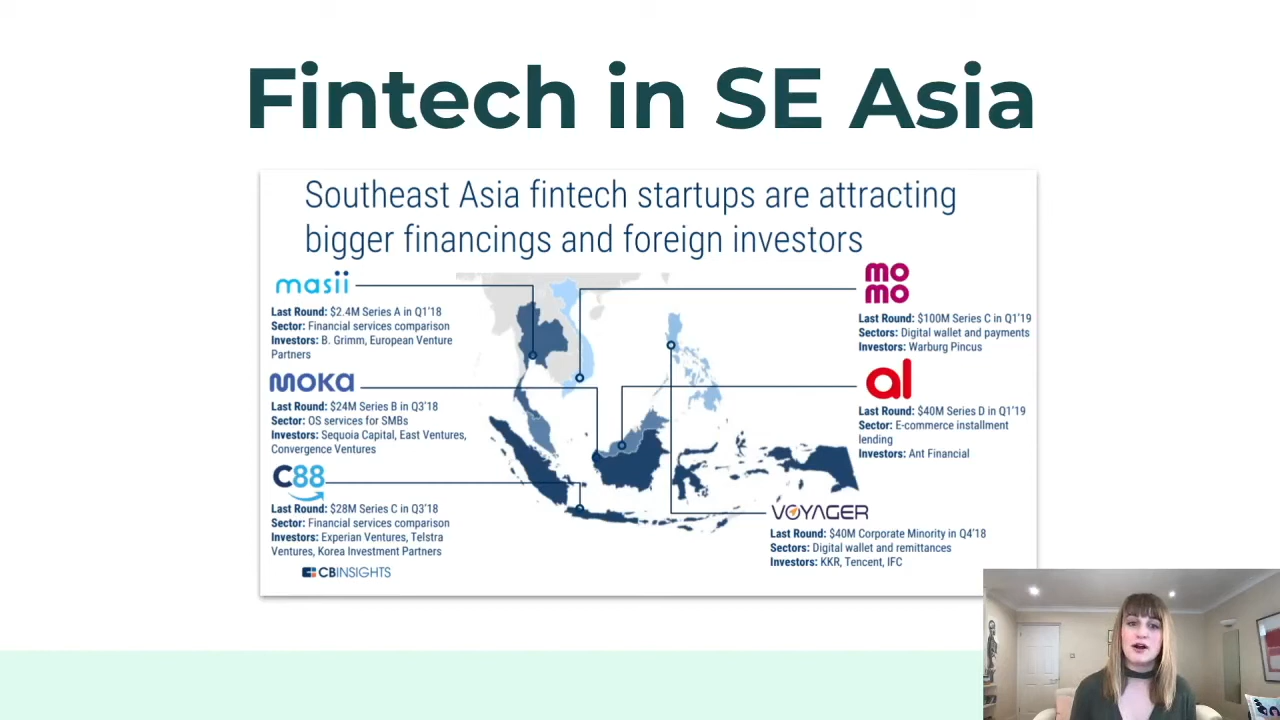 Fintech in SE Asia
Southeast Asia fintech startups are attracting
bigger financings and foreign investors
masii
Last Round: $2.4M Series A in Q1'18
Sector: Financial services comparison
Investors: B. Grimm, European Venture
Partners
MOKA
Last Round: $24M Series B in Q3'18
Sector: OS services for SMBs
Investors: Sequoia Capital, East Ventures,
Convergence Ventures
C88
Last Round: $28M Series C in Q3'18
Sector: Financial services comparison
Investors: Experian Ventures, Telstra
Ventures, Korea Investment Partners
CBINSIGHTS
mo
mo
Last Round: $100M Series C in Q1'19
Sectors: Digital wallet and payments
Investors: Warburg Pincus
al
Last Round: $40M Series D in Q1'19
Sector: E-commerce installment
lending
Investors: Ant Financial
VOYAGER
Last Round: $40M Corporate Minority in Q4'18
Sectors: Digital wallet and remittances
Investors: KKR, Tencent, IFC